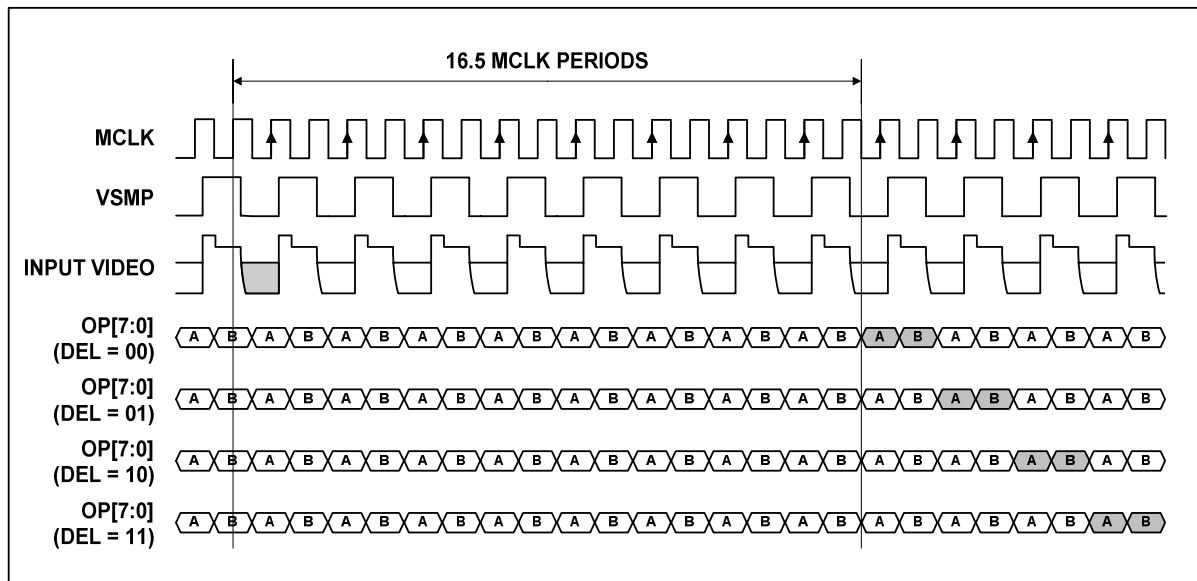 16.5 MCLK PERIODS
MCLK
VSMP
INPUT VIDEO
OP[7:0]
(DEL = 00)
A B A B A B A B A B A B A B A B A B A B A B A B A B
OP[7:0]
(DEL = 01)
A B A B A B A B A B A B A B A B A B A B A B A B A B
OP[7:0]
(DEL = 10)
A B A B A B A B A B A B A B A B A B A B A B A B A B
OP[7:0]
(DEL = 11)
A B A B A B A B A B A B A B A B A B A B A B A B A B